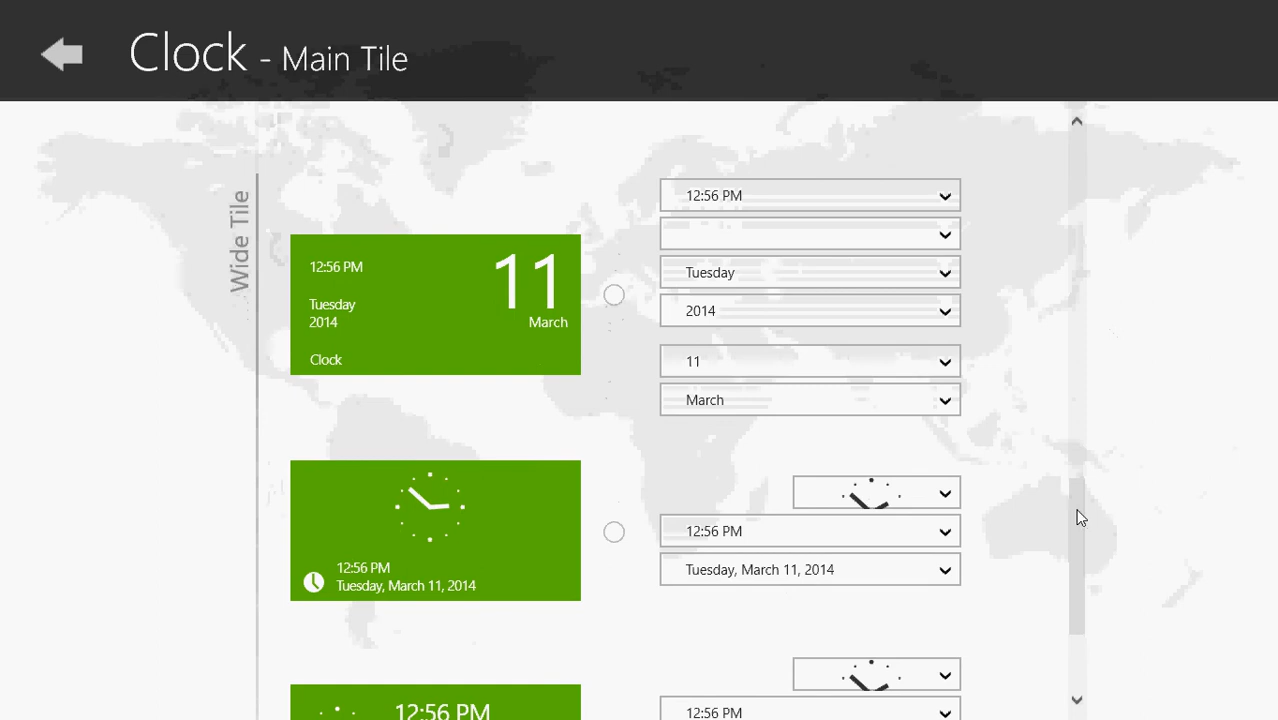 Clock - Main Tile
Wide Tile
12:56 PM
11
Tuesday
2014
March
Clock
12:56 PM
Tuesday
2014
11
March
12:56 PM
Tuesday, March 11, 2014
12:56 PM
Tuesday, March 11, 2014
12:56 PM
12:56 PM